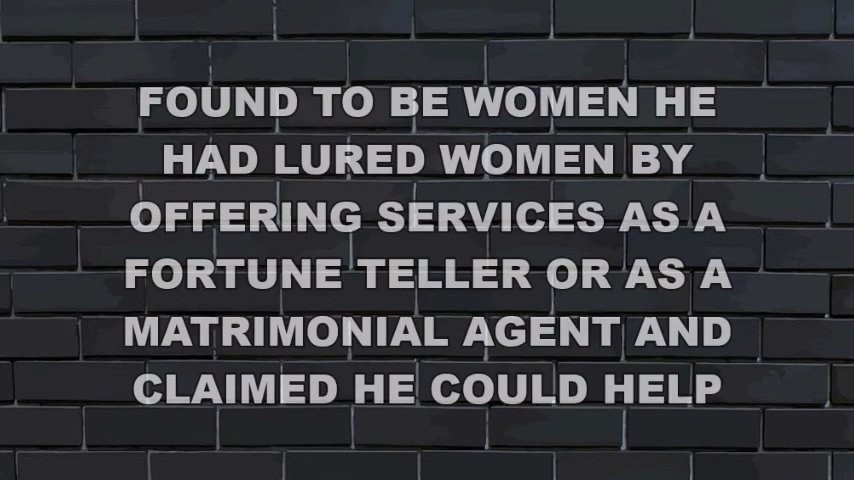 FOUND TO BE WOMEN HE
HAD LURED WOMEN BY
OFFERING SERVICES AS A
FORTUNE TELLER OR AS A
MATRIMONIAL AGENT AND
CLAIMED HE COULD HELP